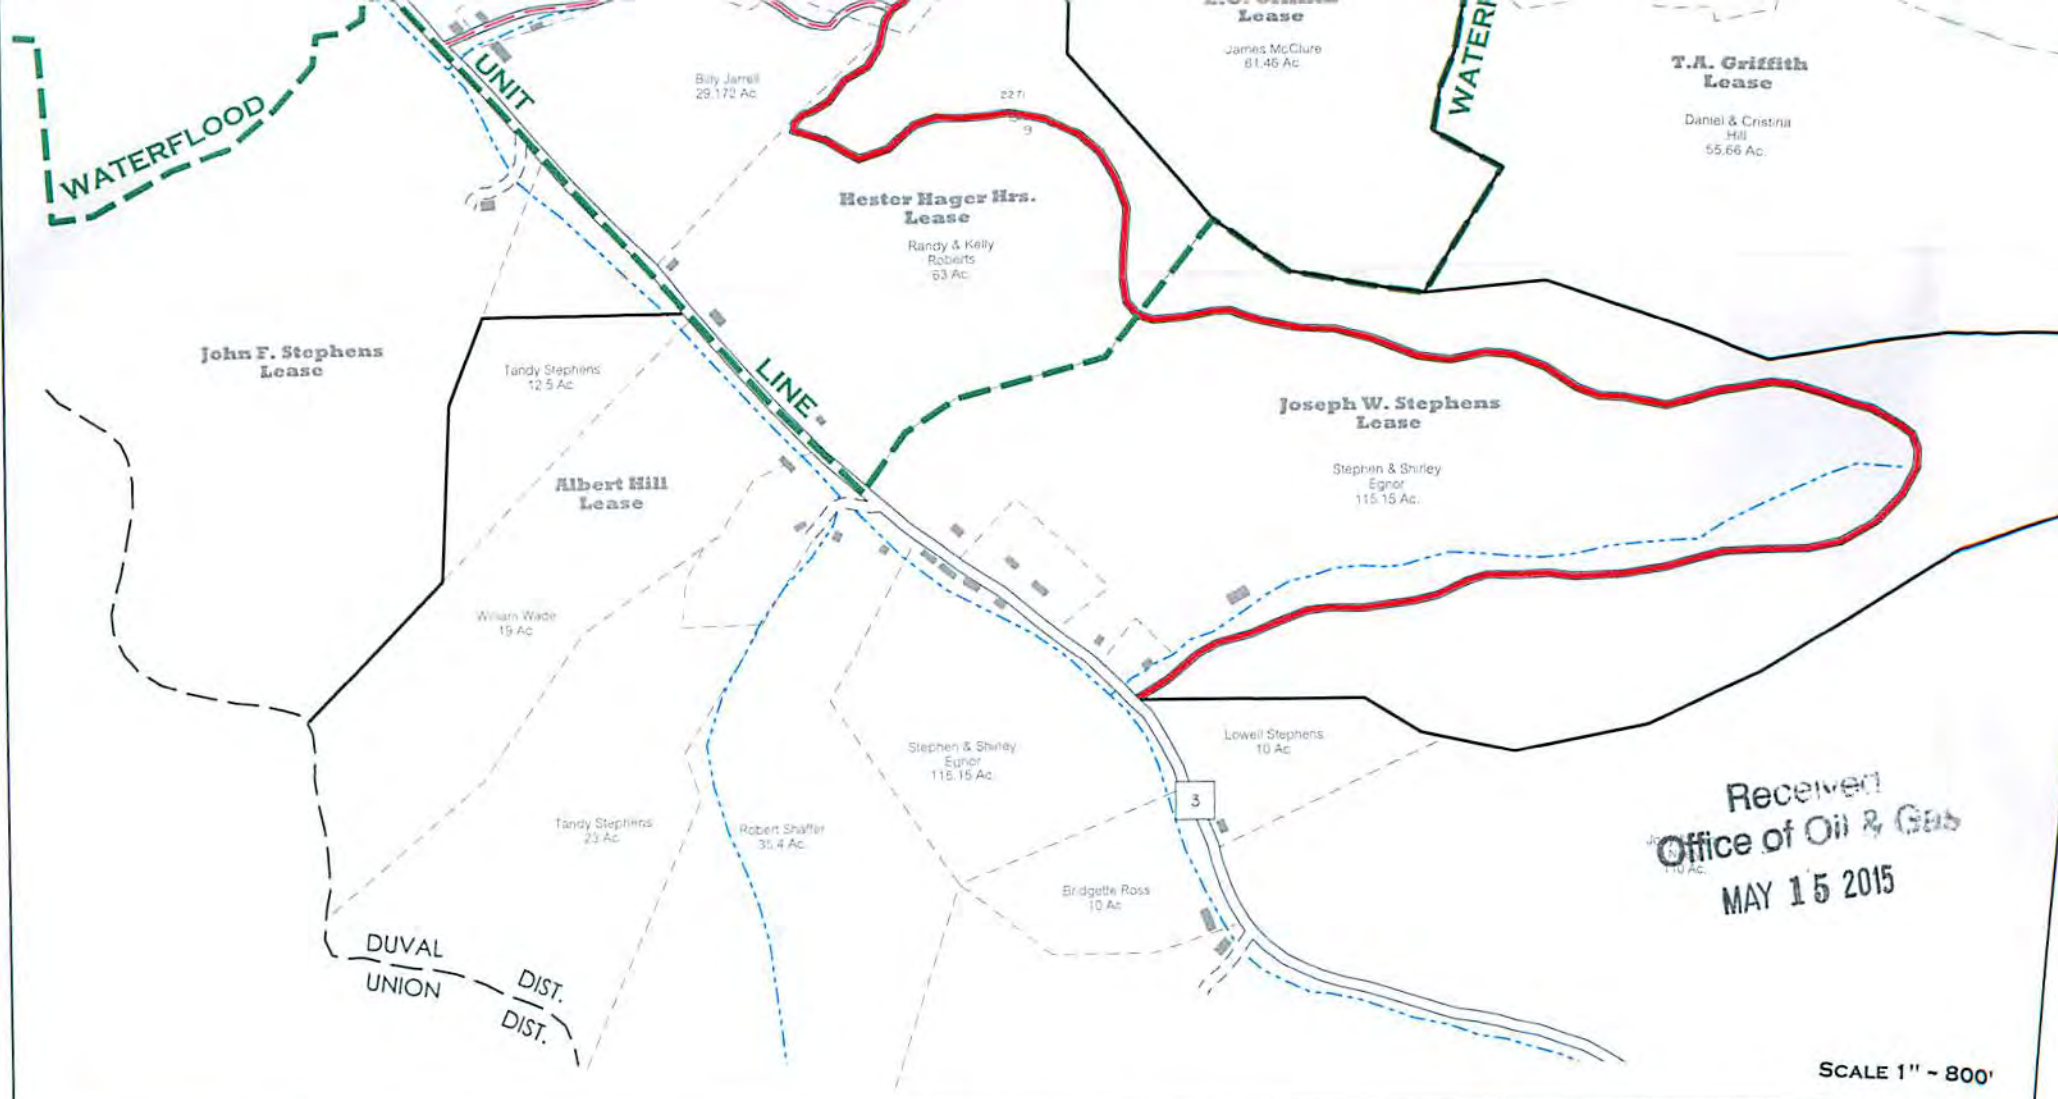 Lease
James McClure
61.46 Ac.
WATERF
T.A. Griffith
Lease
Daniel & Cristina
Hill
55.66 Ac.
UNIT
Billy Jarrell
29.172 Ac.
WATERFLOOD
2271
9
Hester Hager Hrs.
Lease
Randy & Kelly
Roberts
63 Ac.
John F. Stephens
Lease
Tandy Stephens
12.5 Ac.
LINE
Joseph W. Stephens
Lease
Stephen & Shirley
Egnor
115.15 Ac.
Albert Hill
Lease
William Wade
19 Ac.
Stephen & Shirley
Egnor
115.15 Ac.
Lowell Stephens
10 Ac.
3
Tandy Stephens
23 Ac.
Robert Shaffer
35.4 Ac.
Bridgette Ross
10 Ac.
Received
Office of Oil & Gas
110 Ac.
MAY 15 2015
DUVAL DIST.
UNION DIST.
SCALE 1" ~ 800'